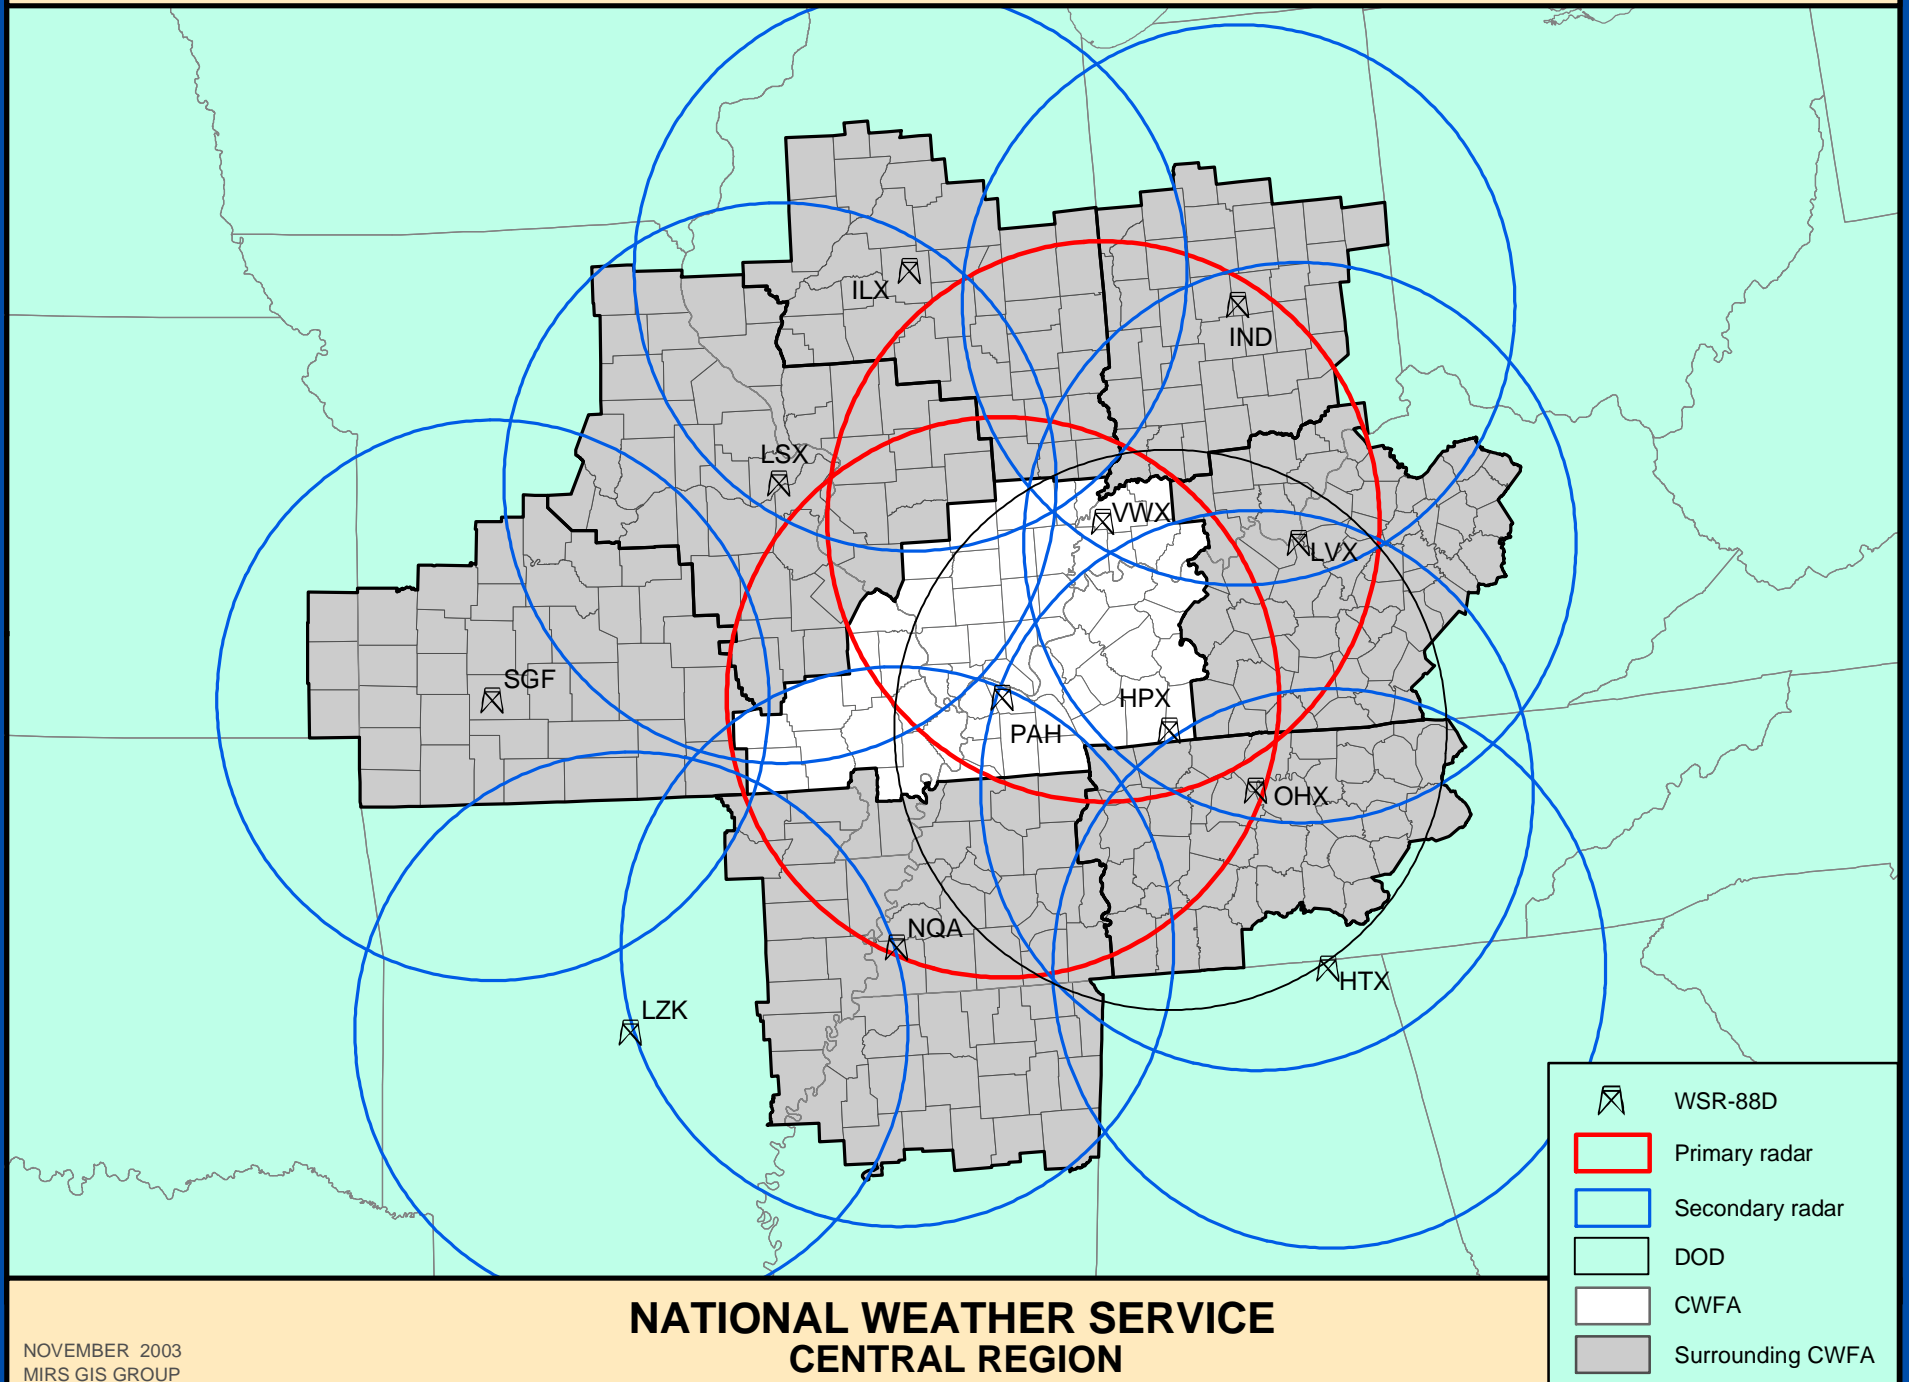 ILX
IND
LSX
VWX
LVX
SGF
HPX
PAH
OHX
NQA
HTX
LZK
WSR-88D
Primary radar
Secondary radar
DOD
CWFA
Surrounding CWFA
NATIONAL WEATHER SERVICE
CENTRAL REGION
NOVEMBER 2003
MIRS GIS GROUP